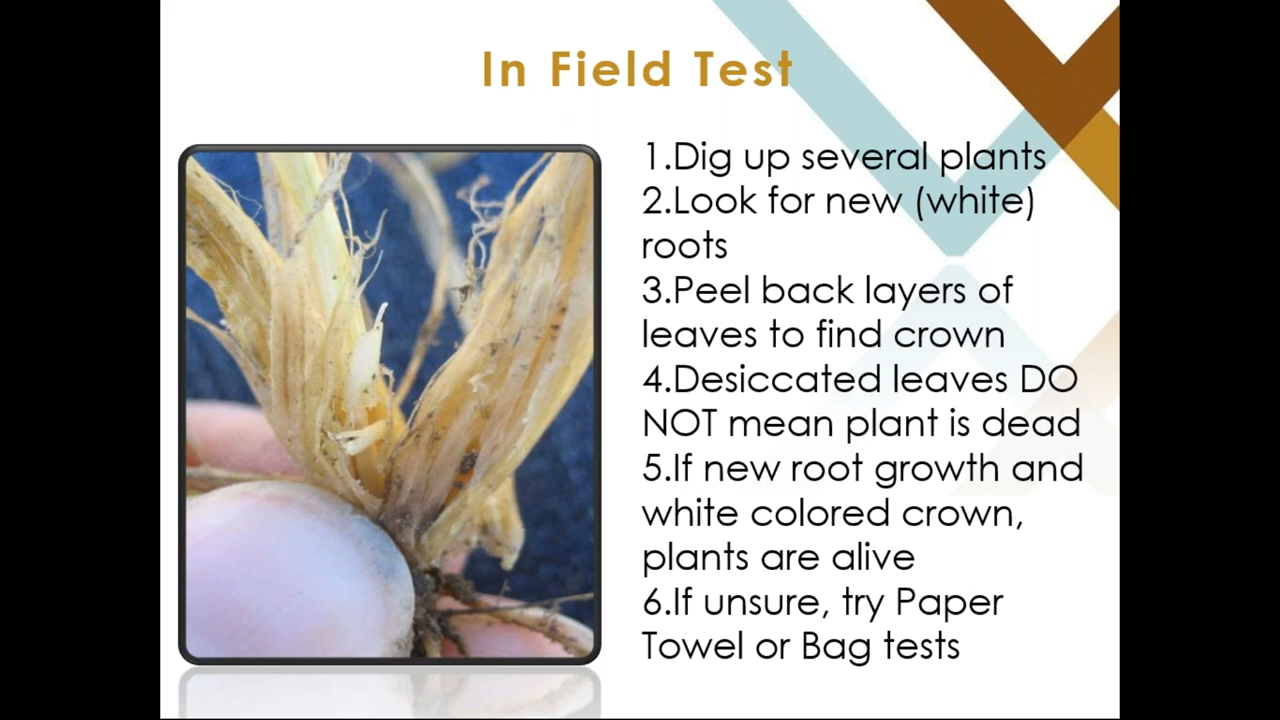 In Field Test
1.Dig up several plants
2.Look for new (white)
roots
3.Peel back layers of
leaves to find crown
4.Desiccated leaves DO
NOT mean plant is dead
5.If new root growth and
white colored crown,
plants are alive
6.If unsure, try Paper
Towel or Bag tests